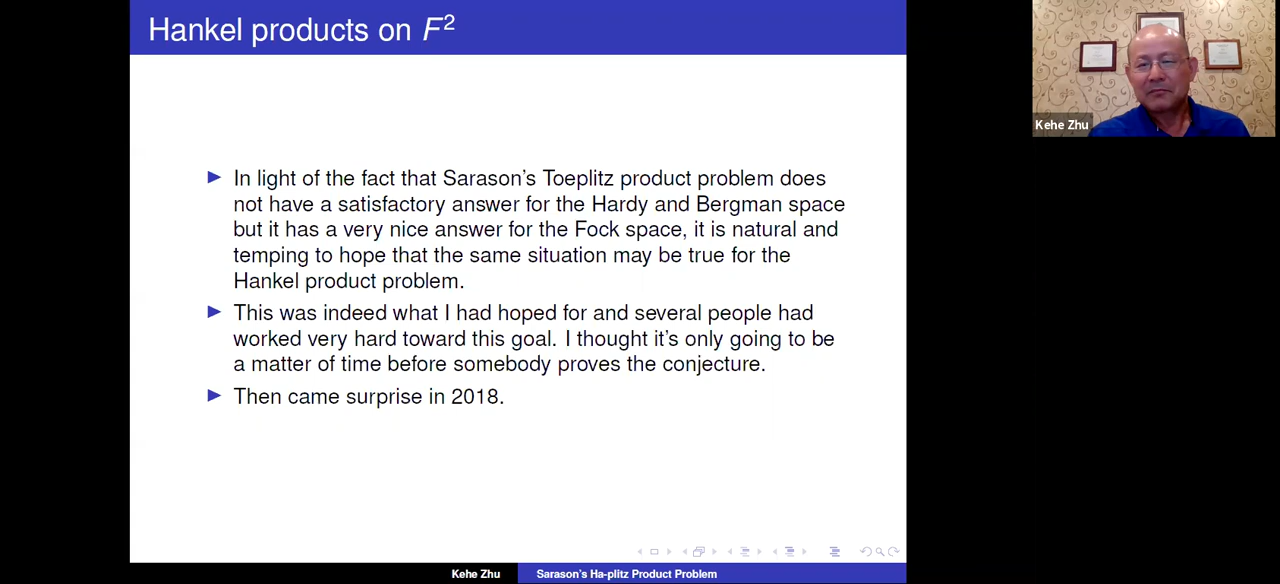 Hankel products on F²
Kehe Zhu
▶ In light of the fact that Sarason's Toeplitz product problem does
not have a satisfactory answer for the Hardy and Bergman space
but it has a very nice answer for the Fock space, it is natural and
temping to hope that the same situation may be true for the
Hankel product problem.
▶ This was indeed what I had hoped for and several people had
worked very hard toward this goal. I thought it's only going to be
a matter of time before somebody proves the conjecture.
▶ Then came surprise in 2018.
Kehe Zhu
Sarason's Ha-plitz Product Problem